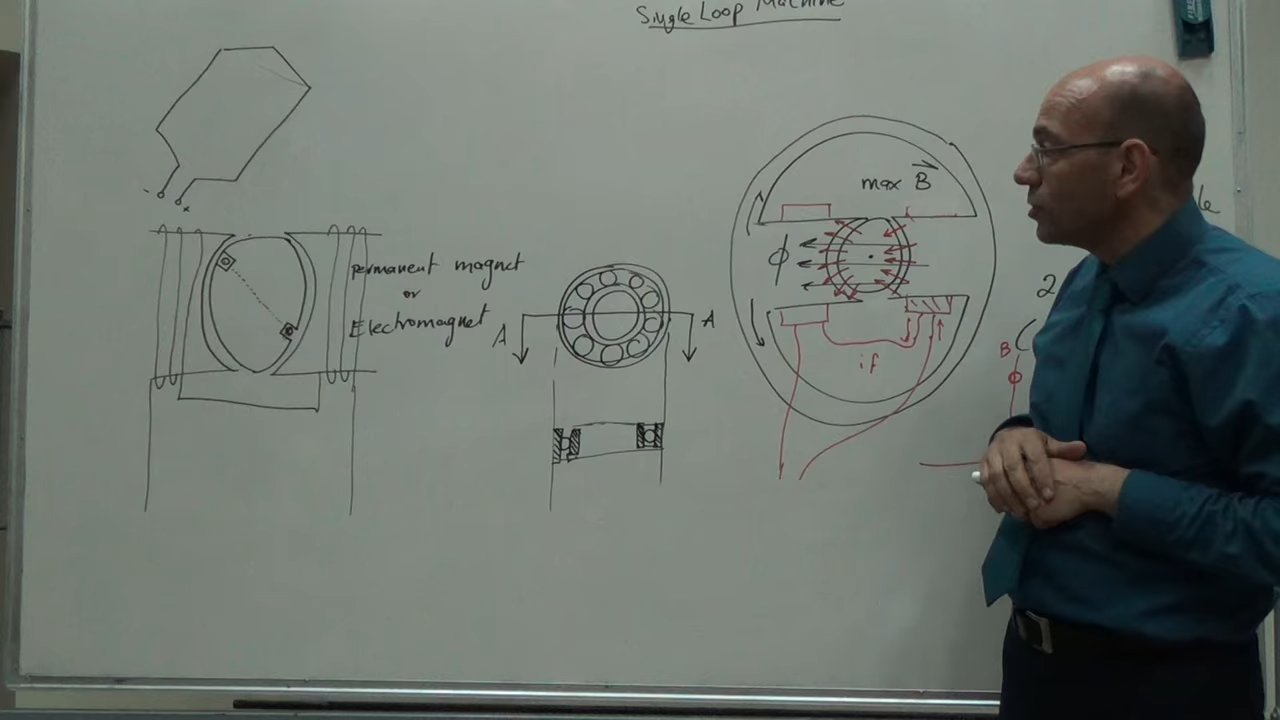 Single Loop Machine
max B
permanent magnet
or
Electromagnet
ϕ
A
A
if
2
B
ϕ